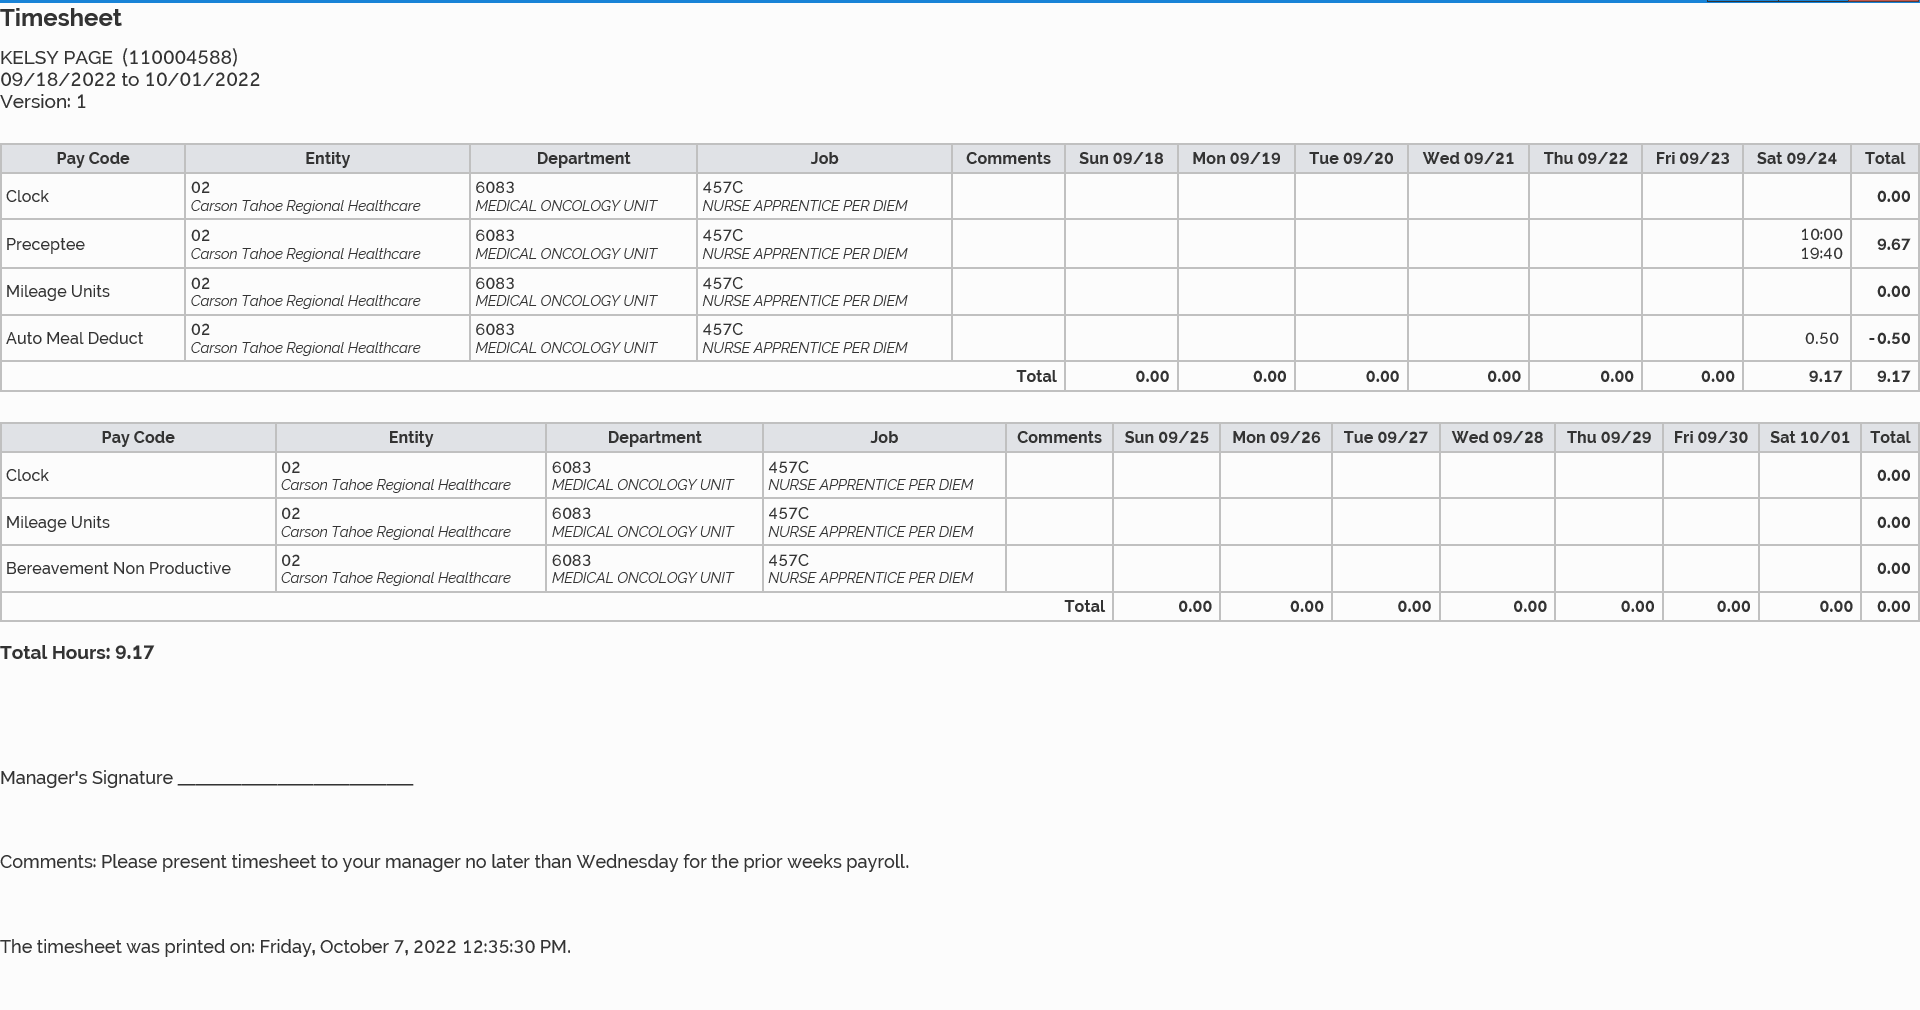 Timesheet
KELSY PAGE (110004588)
09/18/2022 to 10/01/2022
Version: 1
Pay Code Entity Department Job Comments Sun 09/18 Mon 09/19 Tue 09/20 Wed 09/21 Thu 09/22 Fri 09/23 Sat 09/24 Total
Clock 02 6083 457C 0.00
Carson Tahoe Regional Healthcare MEDICAL ONCOLOGY UNIT NURSE APPRENTICE PER DIEM
Preceptee 02 6083 457C 10:00 9.67
Carson Tahoe Regional Healthcare MEDICAL ONCOLOGY UNIT NURSE APPRENTICE PER DIEM 19:40
Mileage Units 02 6083 457C 0.00
Carson Tahoe Regional Healthcare MEDICAL ONCOLOGY UNIT NURSE APPRENTICE PER DIEM
Auto Meal Deduct 02 6083 457C 0.50 -0.50
Carson Tahoe Regional Healthcare MEDICAL ONCOLOGY UNIT NURSE APPRENTICE PER DIEM
Total 0.00 0.00 0.00 0.00 0.00 0.00 9.17 9.17
Pay Code Entity Department Job Comments Sun 09/25 Mon 09/26 Tue 09/27 Wed 09/28 Thu 09/29 Fri 09/30 Sat 10/01 Total
Clock 02 6083 457C 0.00
Carson Tahoe Regional Healthcare MEDICAL ONCOLOGY UNIT NURSE APPRENTICE PER DIEM
Mileage Units 02 6083 457C 0.00
Carson Tahoe Regional Healthcare MEDICAL ONCOLOGY UNIT NURSE APPRENTICE PER DIEM
Bereavement Non Productive 02 6083 457C 0.00
Carson Tahoe Regional Healthcare MEDICAL ONCOLOGY UNIT NURSE APPRENTICE PER DIEM
Total 0.00 0.00 0.00 0.00 0.00 0.00 0.00 0.00
Total Hours: 9.17
Manager's Signature __________________________
Comments: Please present timesheet to your manager no later than Wednesday for the prior weeks payroll.
The timesheet was printed on: Friday, October 7, 2022 12:35:30 PM.